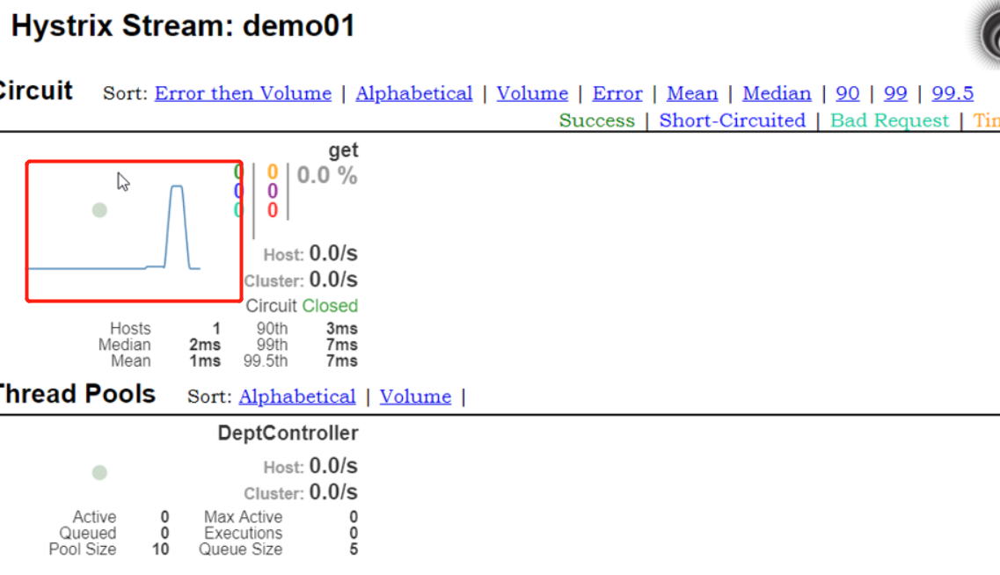 Hystrix Stream: demo01
Circuit Sort: Error then Volume | Alphabetical | Volume | Error | Mean | Median | 90 | 99 | 99.5
Success | Short-Circuited | Bad Request | Tim
get
0 0 0.0 %
0 0
0 0
Host: 0.0/s
Cluster: 0.0/s
Circuit Closed
Hosts 1 90th 3ms
Median 2ms 99th 7ms
Mean 1ms 99.5th 7ms
Thread Pools Sort: Alphabetical | Volume |
DeptController
Host: 0.0/s
Cluster: 0.0/s
Active 0 Max Active 0
Queued 0 Executions 0
Pool Size 10 Queue Size 5